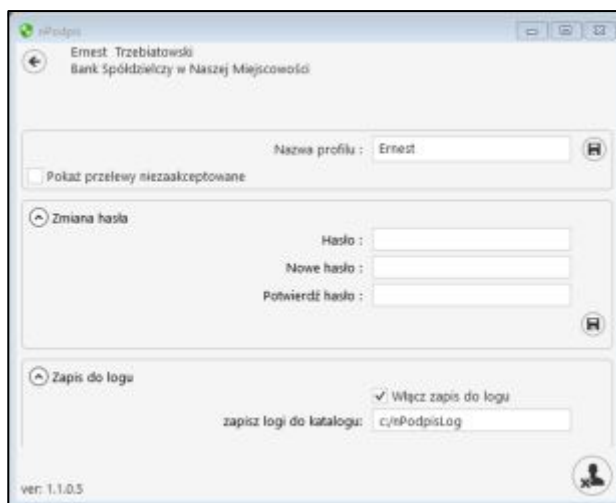 nPodpis
Ernest Trzebiatowski
Bank Spółdzielczy w Naszej Miejscowości
Nazwa profilu : Ernest
Pokaż przelewy niezaakceptowane
Zmiana hasła
Hasło :
Nowe hasło :
Potwierdź hasło :
Zapis do logu
Włącz zapis do logu
zapisz logi do katalogu: c:/nPodpisLog
ver: 1.1.0.5